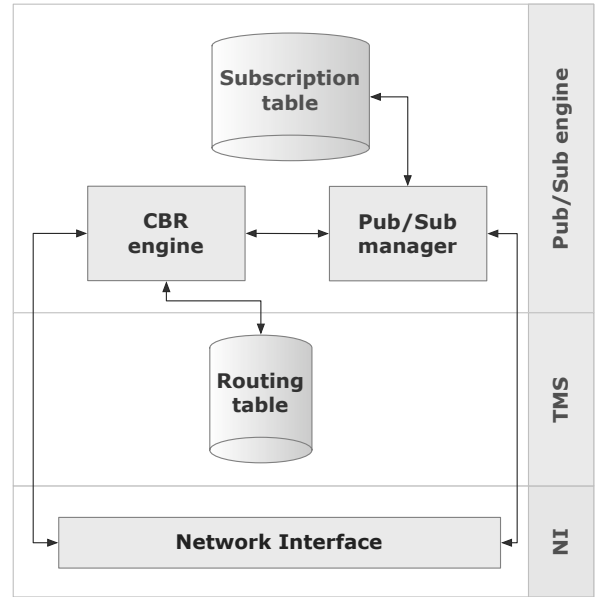 Subscription
table
Pub/Sub engine
CBR
engine
Pub/Sub
manager
Routing
table
TMS
Network Interface
NI